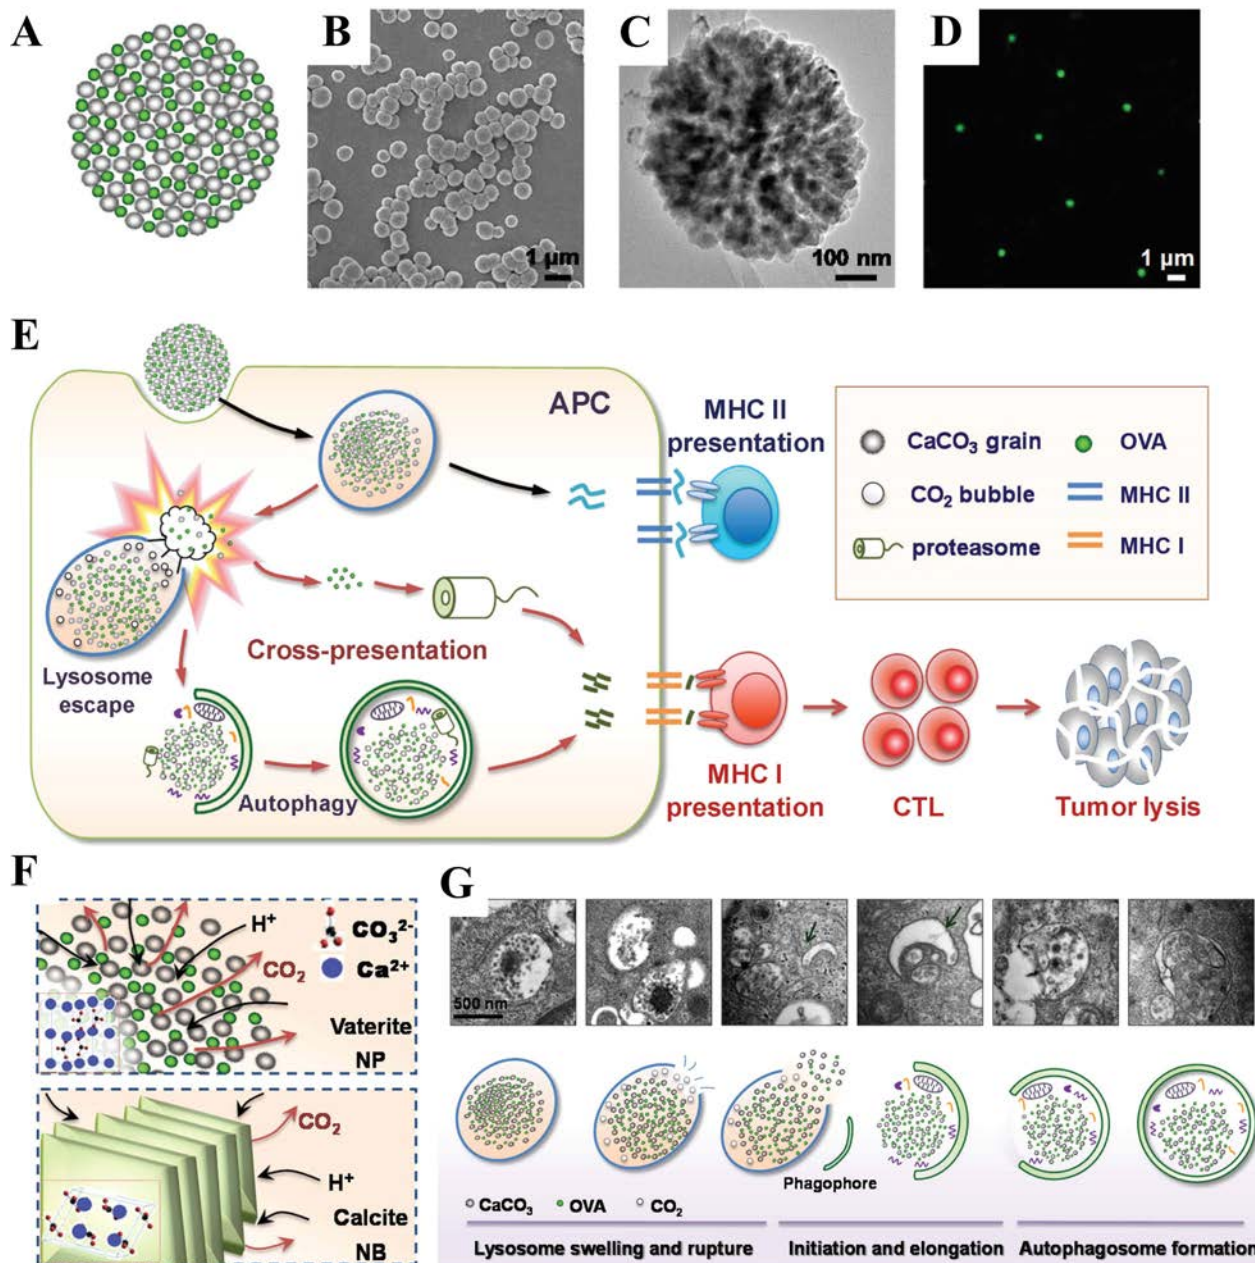 A
B
1 µm
C
100 nm
D
1 µm
E
APC
MHC II
presentation
CaCO₃ grain
OVA
CO₂ bubble
MHC II
proteasome
MHC I
Lysosome
escape
Cross-presentation
Autophagy
MHC I
presentation
CTL
Tumor lysis
F
H⁺
CO₃²⁻
CO₂
Ca²⁺
Vaterite
NP
CO₂
H⁺
Calcite
NB
G
500 nm
Phagophore
CaCO₃
OVA
CO₂
Lysosome swelling and rupture
Initiation and elongation
Autophagosome formation